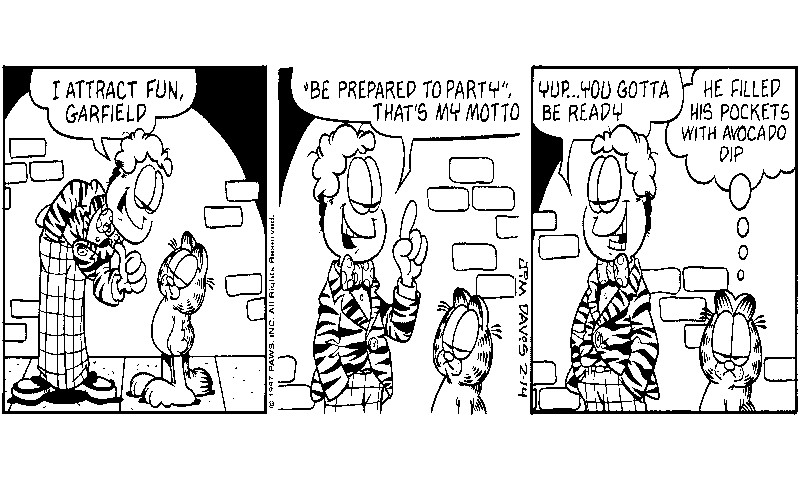 I ATTRACT FUN,
GARFIELD
© 1997 PAWS, INC. All Rights Reserved.
"BE PREPARED TO PARTY",
THAT'S MY MOTTO
JIM DAVIS 2-14
YUP...YOU GOTTA
BE READY
HE FILLED
HIS POCKETS
WITH AVOCADO
DIP